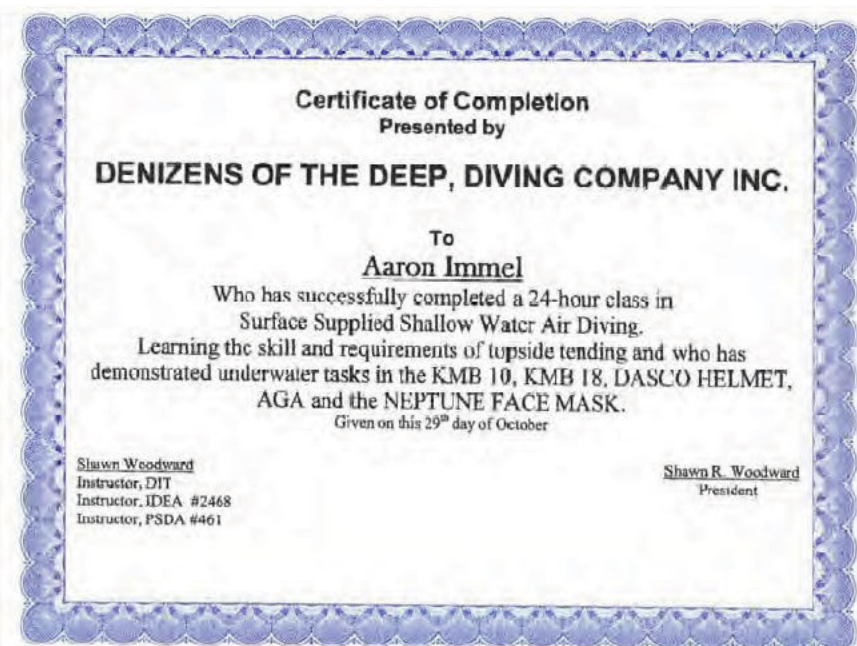 Certificate of Completion
Presented by
DENIZENS OF THE DEEP, DIVING COMPANY INC.
To
Aaron Immel
Who has successfully completed a 24-hour class in
Surface Supplied Shallow Water Air Diving.
Learning the skill and requirements of topside tending and who has
demonstrated underwater tasks in the KMB 10, KMB 18, DASCO HELMET,
AGA and the NEPTUNE FACE MASK.
Given on this 29th day of October
Shawn Woodward
Instructor, DIT
Instructor, IDEA #2468
Instructor, PSDA #461
Shawn R. Woodward
President